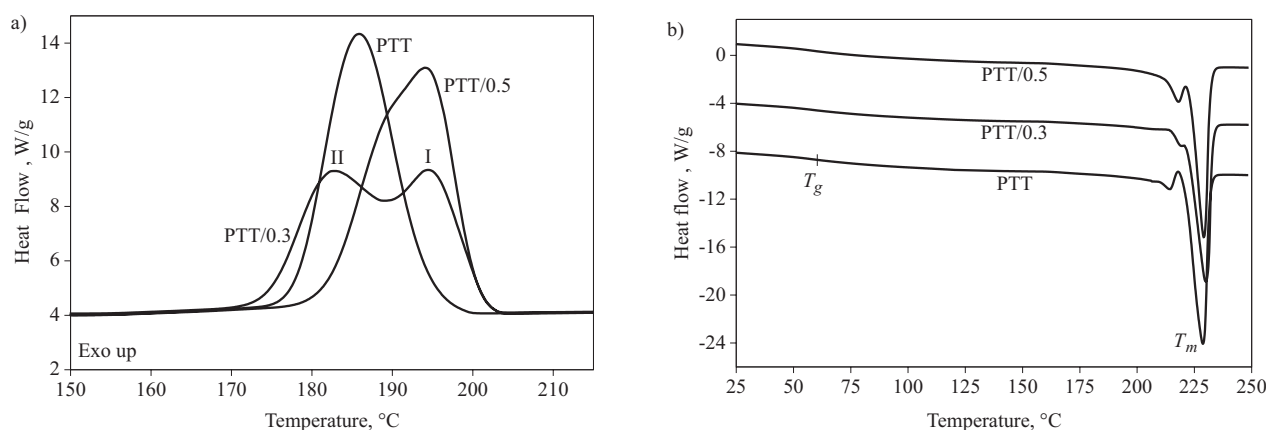 a)
14
12
10
8
6
4
2
Heat Flow , W/g
PTT
PTT/0.5
II
I
PTT/0.3
Exo up
150 160 170 180 190 200 210
Temperature, °C
b)
0
-4
-8
-12
-16
-20
-24
Heat flow , W/g
PTT/0.5
PTT/0.3
PTT
Tg
Tm
25 50 75 100 125 150 175 200 225 250
Temperature, °C